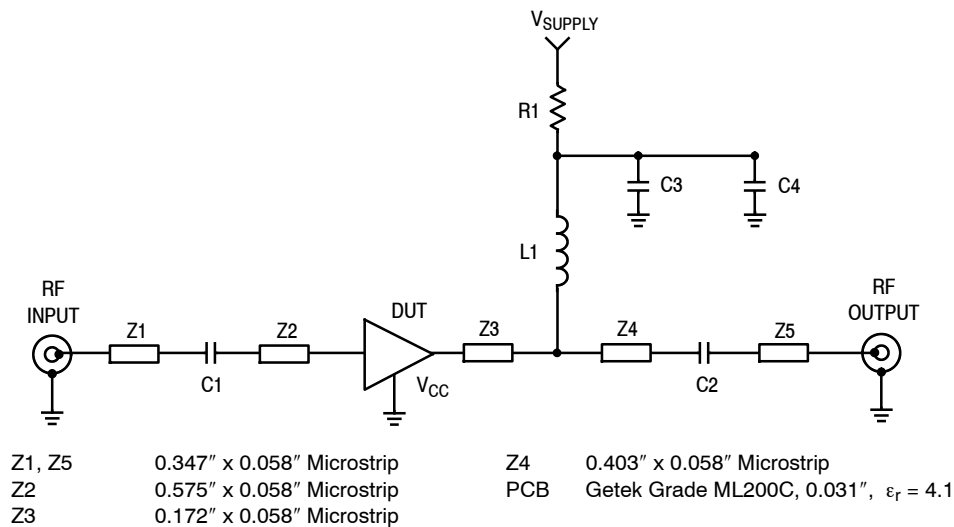 VSUPPLY
R1
C3
C4
L1
RF
INPUT
Z1
C1
Z2
DUT
VCC
Z3
Z4
C2
Z5
RF
OUTPUT
Z1, Z5 0.347″ x 0.058″ Microstrip
Z2 0.575″ x 0.058″ Microstrip
Z3 0.172″ x 0.058″ Microstrip
Z4 0.403″ x 0.058″ Microstrip
PCB Getek Grade ML200C, 0.031″, εr = 4.1